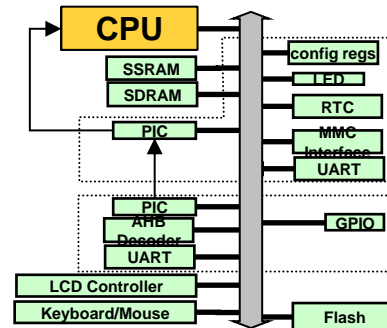 CPU
SSRAM
SDRAM
PIC
PIC
AHB
Decoder
UART
LCD Controller
Keyboard/Mouse
config regs
LED
RTC
MMC
Interface
UART
GPIO
Flash